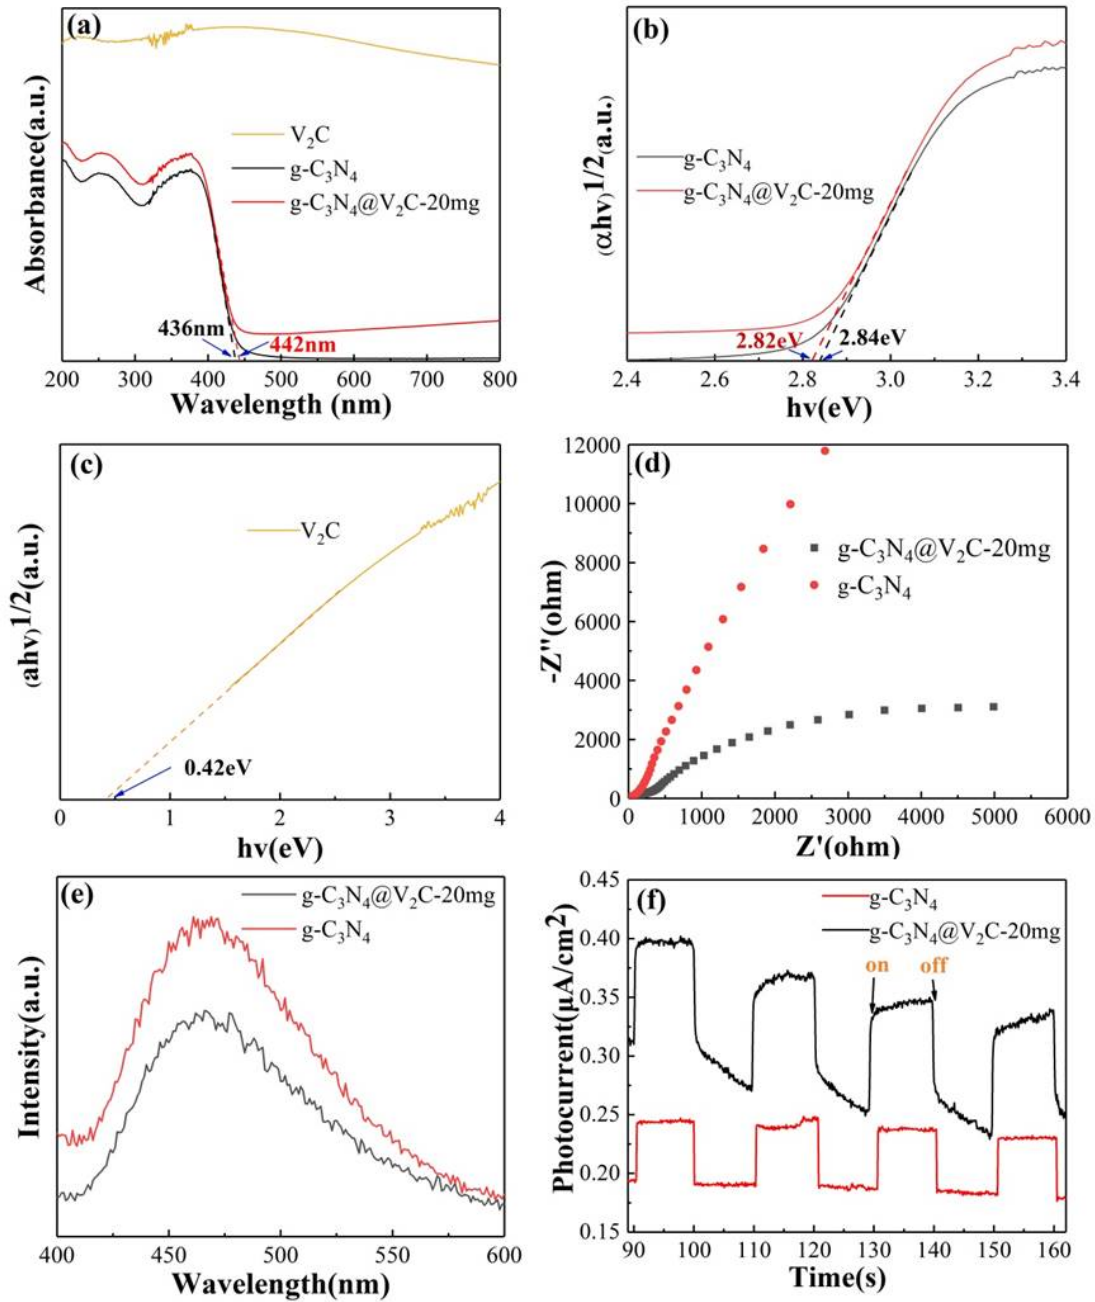 (a)
Absorbance(a.u.)
V₂C
g-C₃N₄
g-C₃N₄@V₂C-20mg
436nm
442nm
200 300 400 500 600 700 800
Wavelength (nm)
(b)
(αhv)1/2(a.u.)
g-C₃N₄
g-C₃N₄@V₂C-20mg
2.82eV
2.84eV
2.4 2.6 2.8 3.0 3.2 3.4
hv(eV)
(c)
(ahv)1/2(a.u.)
V₂C
0.42eV
0 1 2 3 4
hv(eV)
(d)
-Z''(ohm)
12000
10000
8000
6000
4000
2000
0
g-C₃N₄@V₂C-20mg
g-C₃N₄
0 1000 2000 3000 4000 5000 6000
Z'(ohm)
(e)
Intensity(a.u.)
g-C₃N₄@V₂C-20mg
g-C₃N₄
400 450 500 550 600
Wavelength(nm)
(f)
Photocurrent(μA/cm²)
0.45
0.40
0.35
0.30
0.25
0.20
0.15
g-C₃N₄
g-C₃N₄@V₂C-20mg
on off
90 100 110 120 130 140 150 160
Time(s)